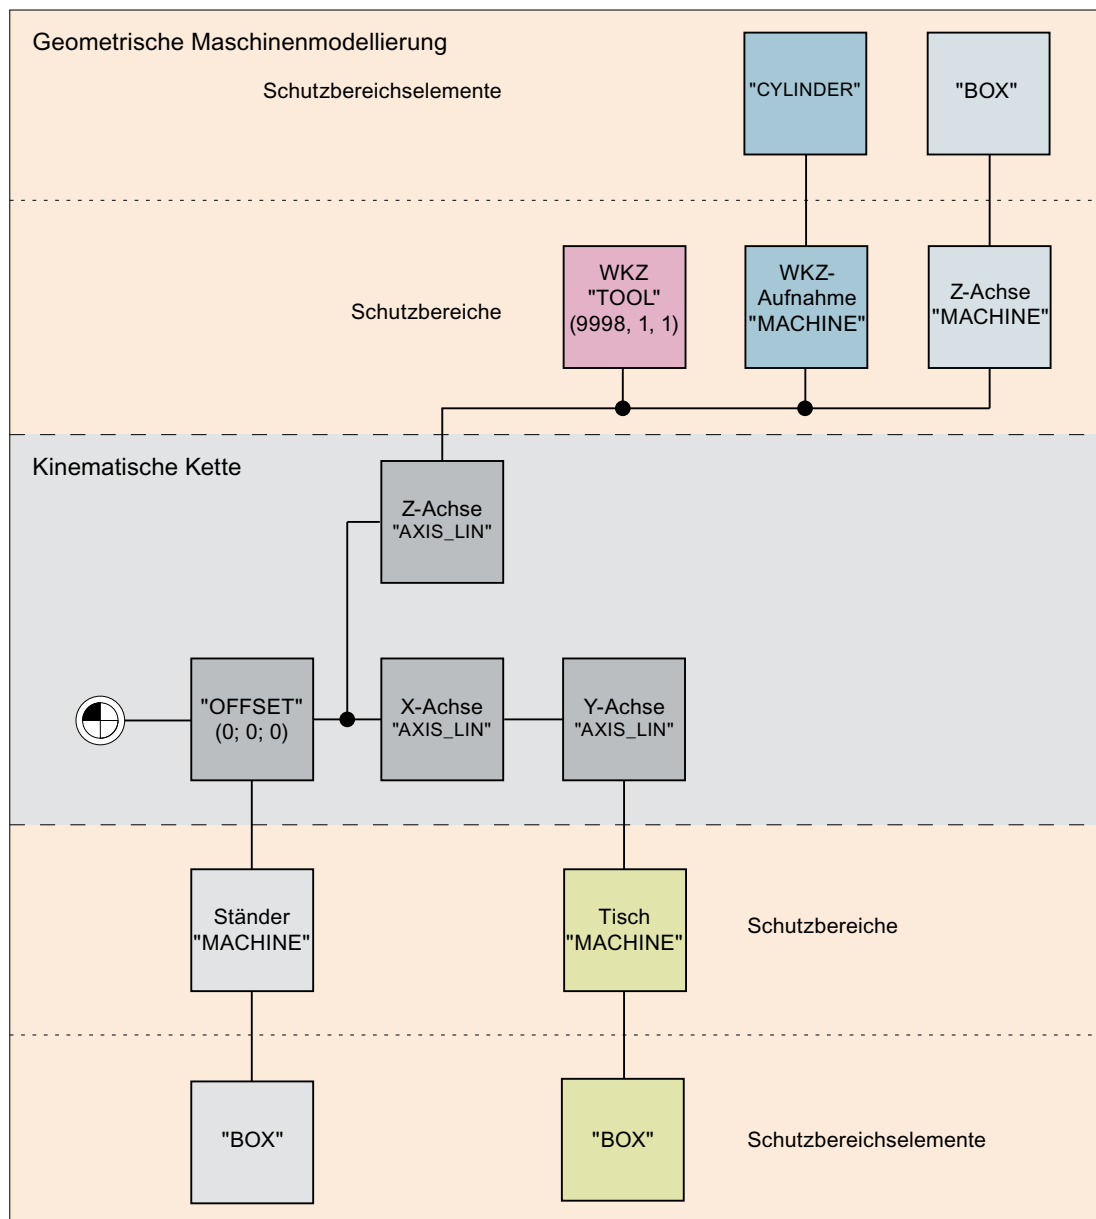 Geometrische Maschinenmodellierung
Schutzbereichselemente
"CYLINDER"
"BOX"
Schutzbereiche
WKZ
"TOOL"
(9998, 1, 1)
WKZ-
Aufnahme
"MACHINE"
Z-Achse
"MACHINE"
Kinematische Kette
Z-Achse
"AXIS_LIN"
"OFFSET"
(0; 0; 0)
X-Achse
"AXIS_LIN"
Y-Achse
"AXIS_LIN"
Ständer
"MACHINE"
Tisch
"MACHINE"
Schutzbereiche
"BOX"
"BOX"
Schutzbereichselemente